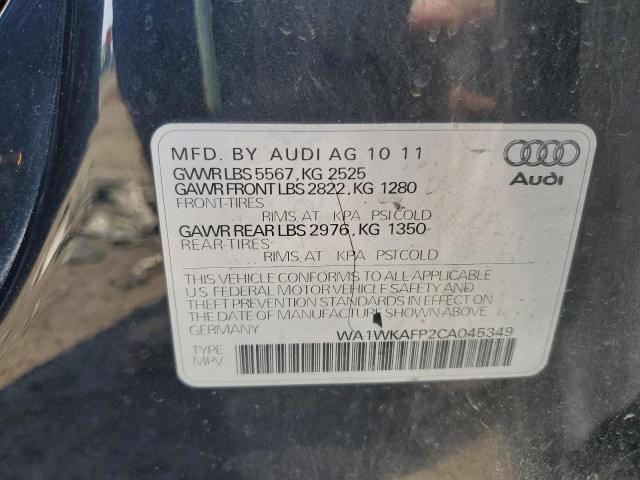 MFD. BY AUDI AG 10 11
GVWR LBS 5567, KG 2525
GAWR FRONT LBS 2822, KG 1280
FRONT-TIRES
RIMS, AT KPA PSI COLD
GAWR REAR LBS 2976, KG 1350
REAR-TIRES
RIMS, AT KPA PSI COLD
THIS VEHICLE CONFORMS TO ALL APPLICABLE
US FEDERAL MOTOR VEHICLE SAFETY AND
THEFT PREVENTION STANDARDS IN EFFECT ON
THE DATE OF MANUFACTURE SHOWN ABOVE
GERMANY WA1WKAFP2CA045349
TYPE
MPV
Audi